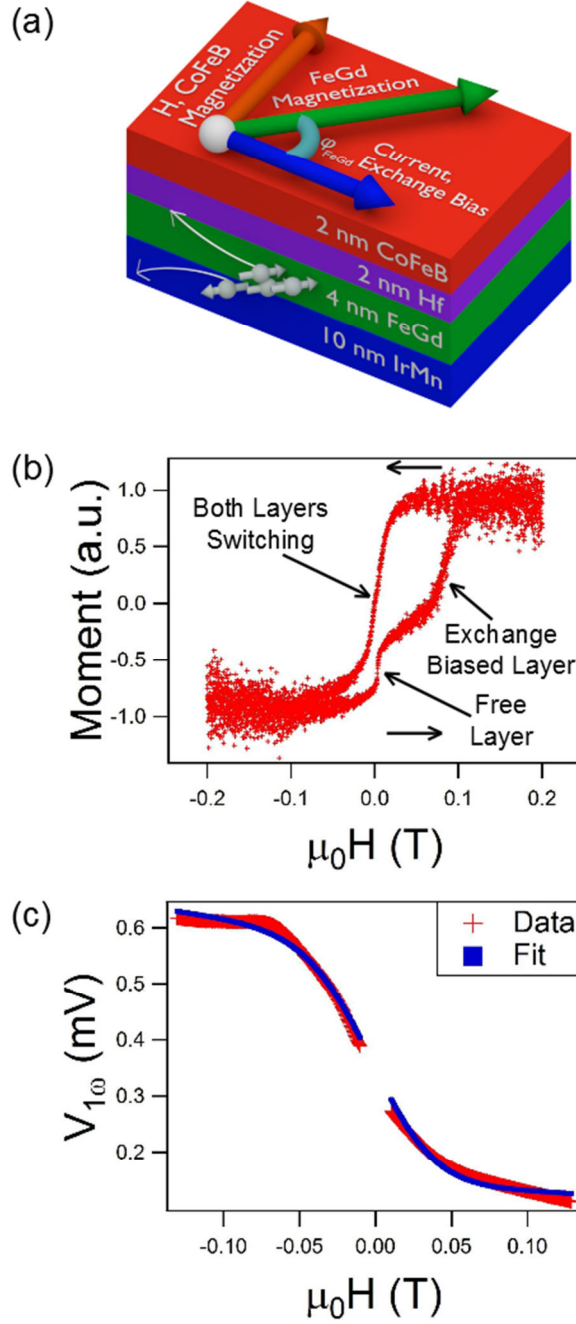 (a)
H, CoFeB
Magnetization
FeGd
Magnetization
φFeGd
Current,
Exchange Bias
2 nm CoFeB
2 nm Hf
4 nm FeGd
10 nm IrMn
(b)
Moment (a.u.)
1.0
0.5
0.0
-0.5
-1.0
Both Layers
Switching
Exchange
Biased Layer
Free
Layer
-0.2
-0.1
0.0
0.1
0.2
μ₀H (T)
(c)
V₁ω (mV)
0.6
0.5
0.4
0.3
0.2
Data
Fit
-0.10
-0.05
0.00
0.05
0.10
μ₀H (T)